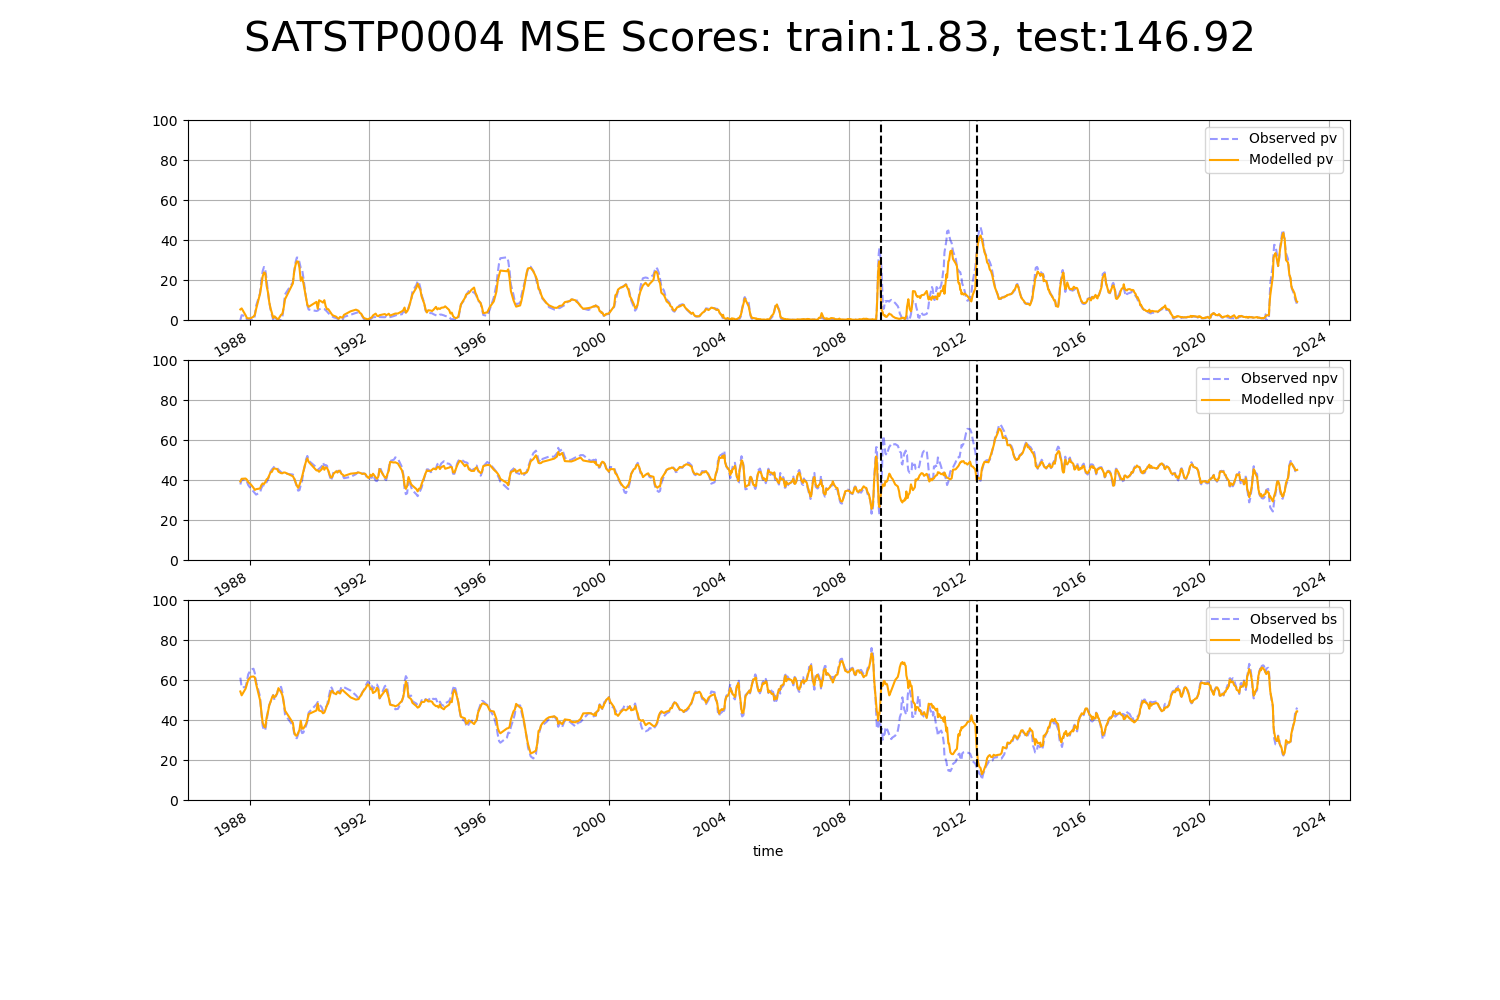 SATSTP0004 MSE Scores: train:1.83, test:146.92
100
80
60
40
20
0
Observed pv
Modelled pv
1988 1992 1996 2000 2004 2008 2012 2016 2020 2024
100
80
60
40
20
0
Observed npv
Modelled npv
1988 1992 1996 2000 2004 2008 2012 2016 2020 2024
100
80
60
40
20
0
Observed bs
Modelled bs
1988 1992 1996 2000 2004 2008 2012 2016 2020 2024
time